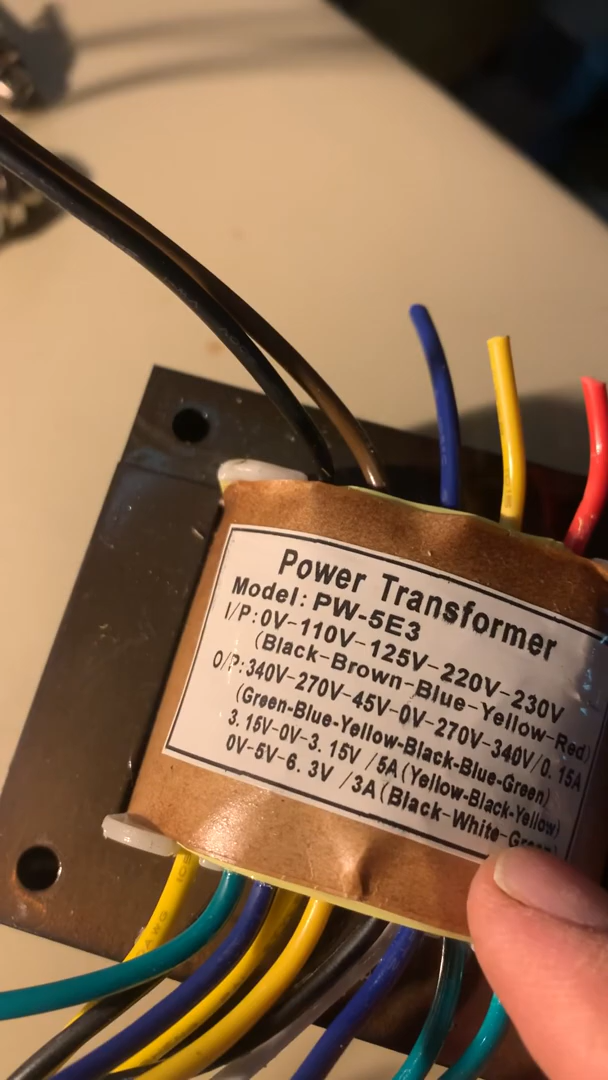 Power Transformer
Model: PW-5E3
I/P:0V-110V-125V-220V-230V
(Black-Brown-Blue-Yellow-Red)
O/P:340V-270V-45V-0V-270V-340V/0.15A
(Green-Blue-Yellow-Black-Blue-Green)
3.15V-0V-3.15V /5A(Yellow-Black-Yellow)
0V-5V-6.3V /3A(Black-White-Green)
AWG